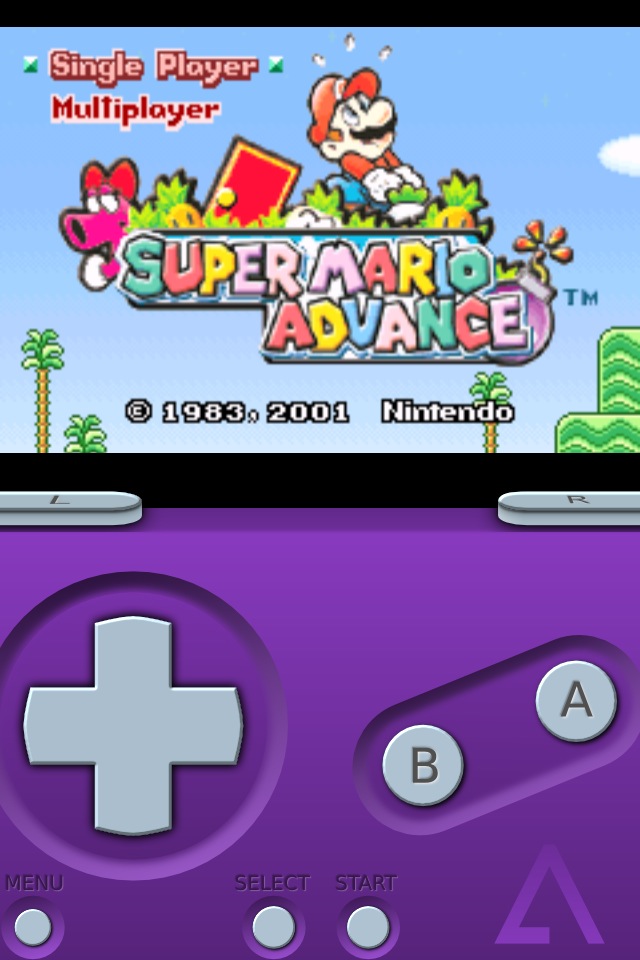 Single Player
Multiplayer
SUPER MARIO
ADVANCE TM
© 1983, 2001 Nintendo
L R
A
B
MENU SELECT START